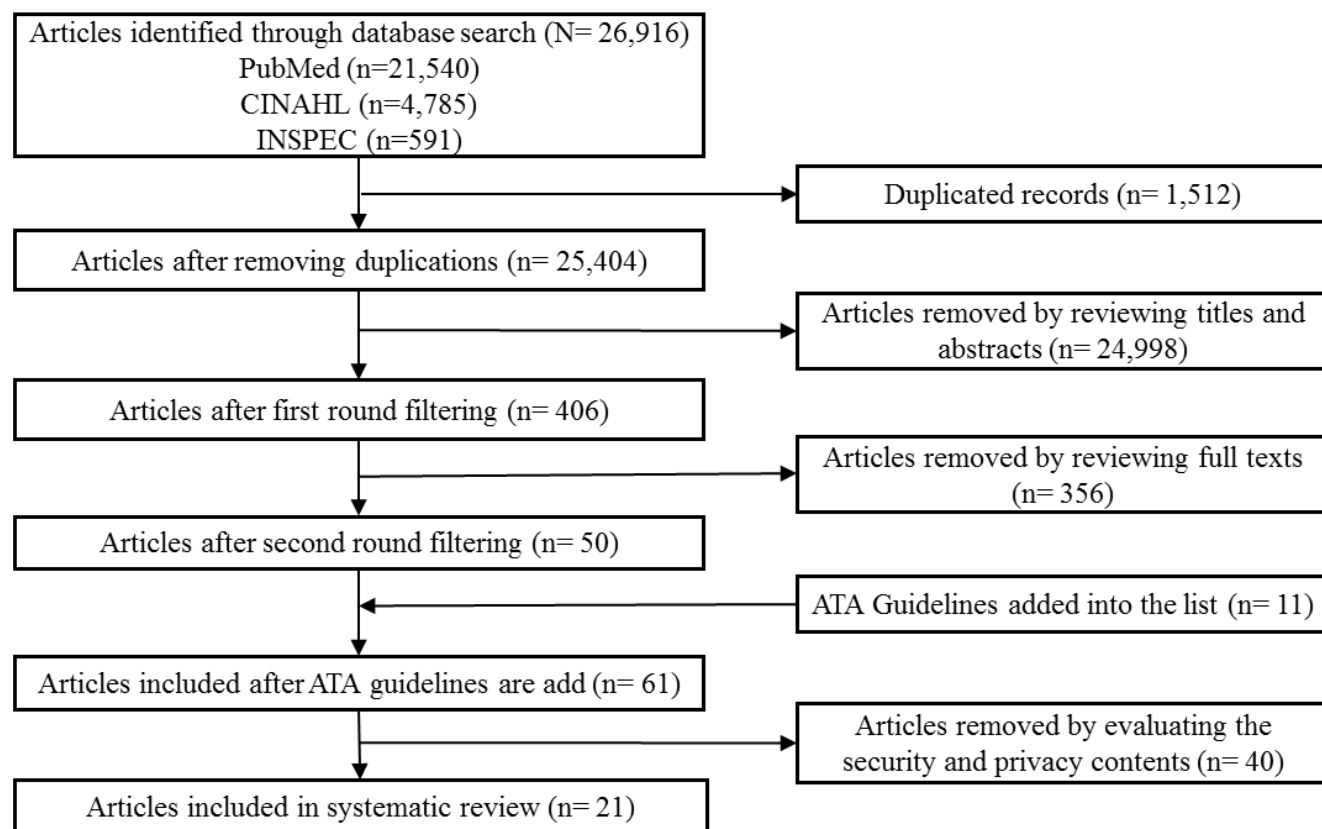 Articles identified through database search (N= 26,916)
PubMed (n=21,540)
CINAHL (n=4,785)
INSPEC (n=591)
Duplicated records (n= 1,512)
Articles after removing duplications (n= 25,404)
Articles removed by reviewing titles and
abstracts (n= 24,998)
Articles after first round filtering (n= 406)
Articles removed by reviewing full texts
(n= 356)
Articles after second round filtering (n= 50)
ATA Guidelines added into the list (n= 11)
Articles included after ATA guidelines are add (n= 61)
Articles removed by evaluating the
security and privacy contents (n= 40)
Articles included in systematic review (n= 21)